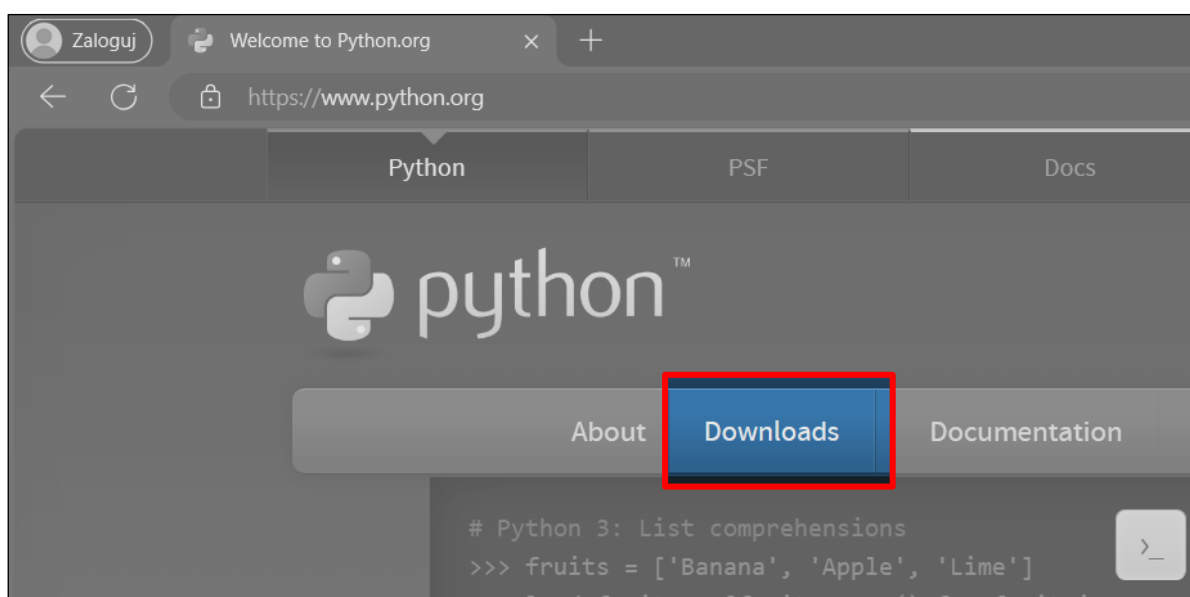 Zaloguj Welcome to Python.org
https://www.python.org
Python PSF Docs
python™
About Downloads Documentation
# Python 3: List comprehensions
>>> fruits = ['Banana', 'Apple', 'Lime']
>_